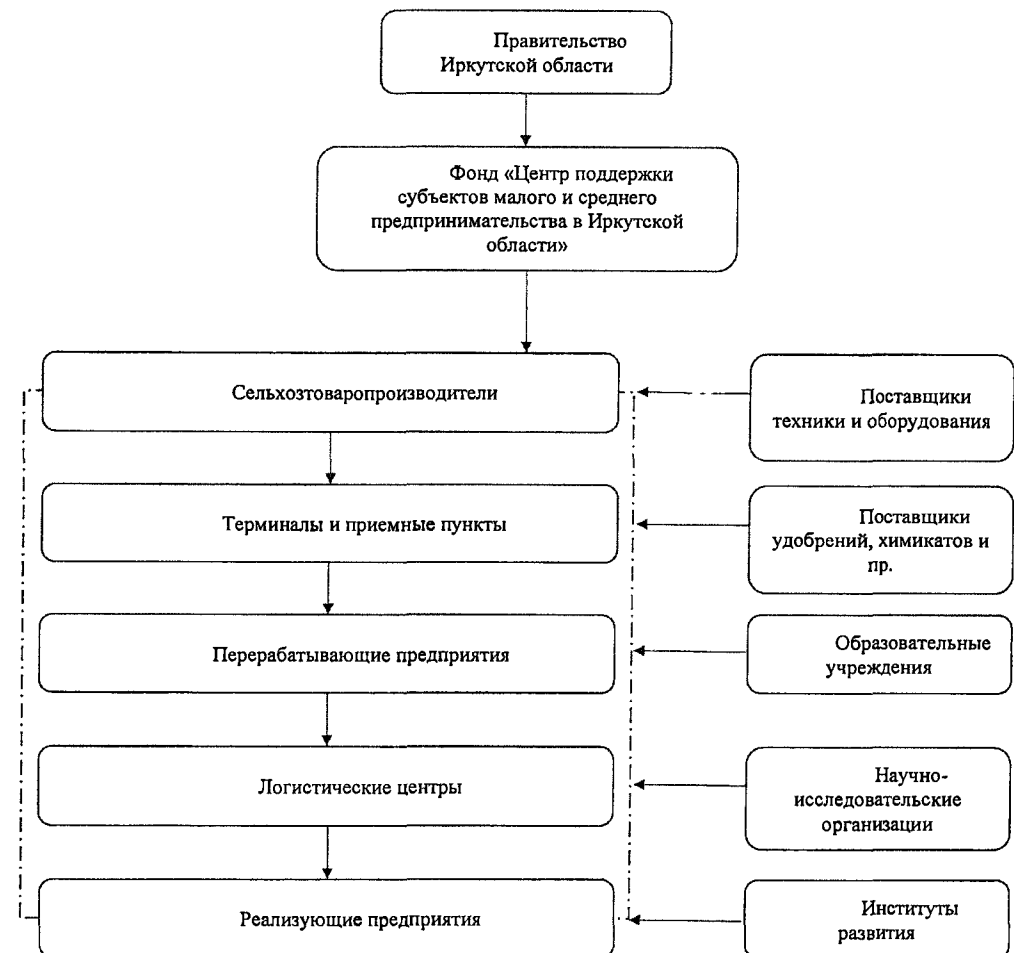 Правительство
Иркутской области
Фонд «Центр поддержки
субъектов малого и среднего
предпринимательства в Иркутской
области»
Сельхозтоваропроизводители
Поставщики
техники и оборудования
Терминалы и приемные пункты
Поставщики
удобрений, химикатов и
пр.
Перерабатывающие предприятия
Образовательные
учреждения
Логистические центры
Научно-
исследовательские
организации
Реализующие предприятия
Институты
развития